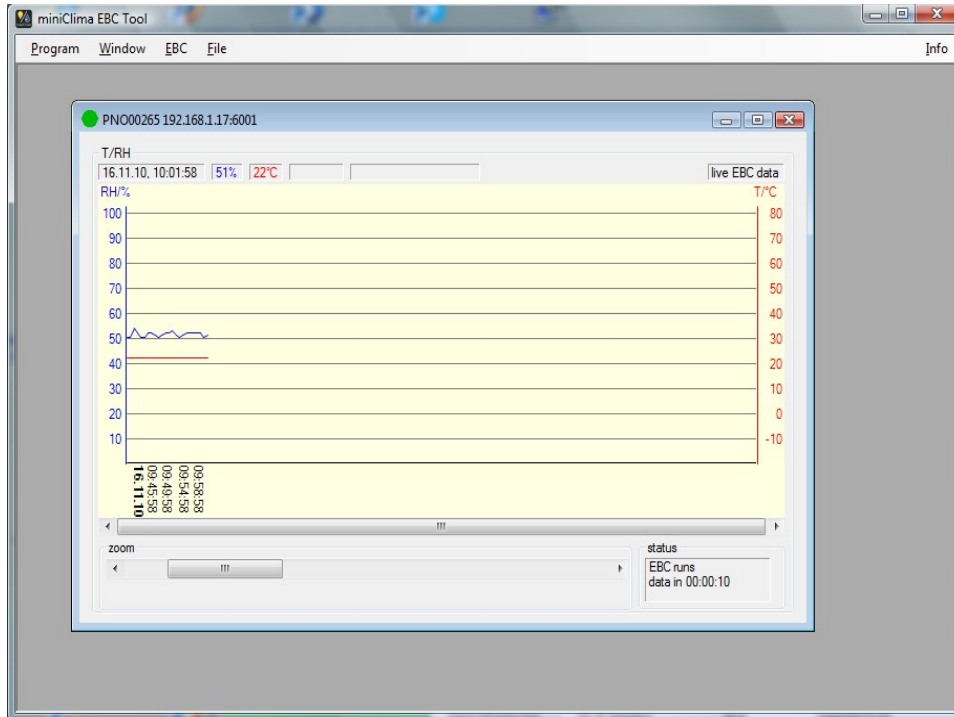 miniClima EBC Tool
Program Window EBC File Info
PNO00265 192.168.1.17:6001
T/RH
16.11.10, 10:01:58 51% 22°C live EBC data
RH/% T/°C
100 80
90 70
80 60
70 50
60 40
50 30
40 20
30 10
20 0
10 -10
16.11.10
09:45:58
09:49:58
09:54:58
09:58:58
zoom status
EBC runs
data in 00:00:10